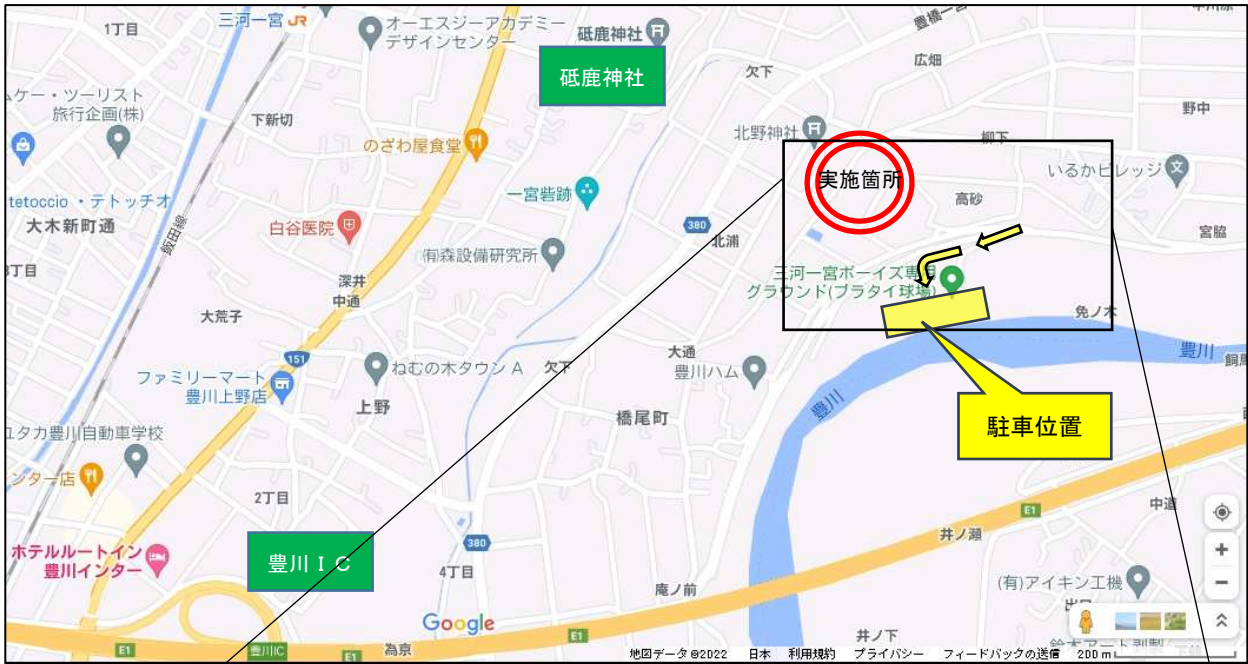 1丁目
三河一宮 JR
オーエスジーアカデミー
デザインセンター
砥鹿神社
砥鹿神社
豊橋一宮
広畑
欠下
野中
ムケー・ツーリスト
旅行企画(株)
下新切
のざわ屋食堂
北野神社
柳下
いるかビレッジ
文
実施箇所
高砂
tetoccio・テトッチオ
大木新町通
飯田線
一宮砦跡
白谷医院
380
北浦
宮脇
(有)森設備研究所
三河一宮ボーイズ専用
グラウンド(ブラタイ球場)
深井
中通
免ノ木
大荒子
151
大通
豊川ハム
豊川
ねむの木タウン A
欠下
ファミリーマート
豊川上野店
上野
橋尾町
豊川
駐車位置
ユタカ豊川自動車学校
ンター店
2丁目
中道
E1
井ノ瀬
ホテルルートイン
豊川インター
豊川IC
380
4丁目
庵ノ前
(有)アイキン工機
Google
E1
豊川IC
E1
為京
E1
井ノ下
地図データ ©2022
日本
利用規約
プライバシー
フィードバックの送信
200 m